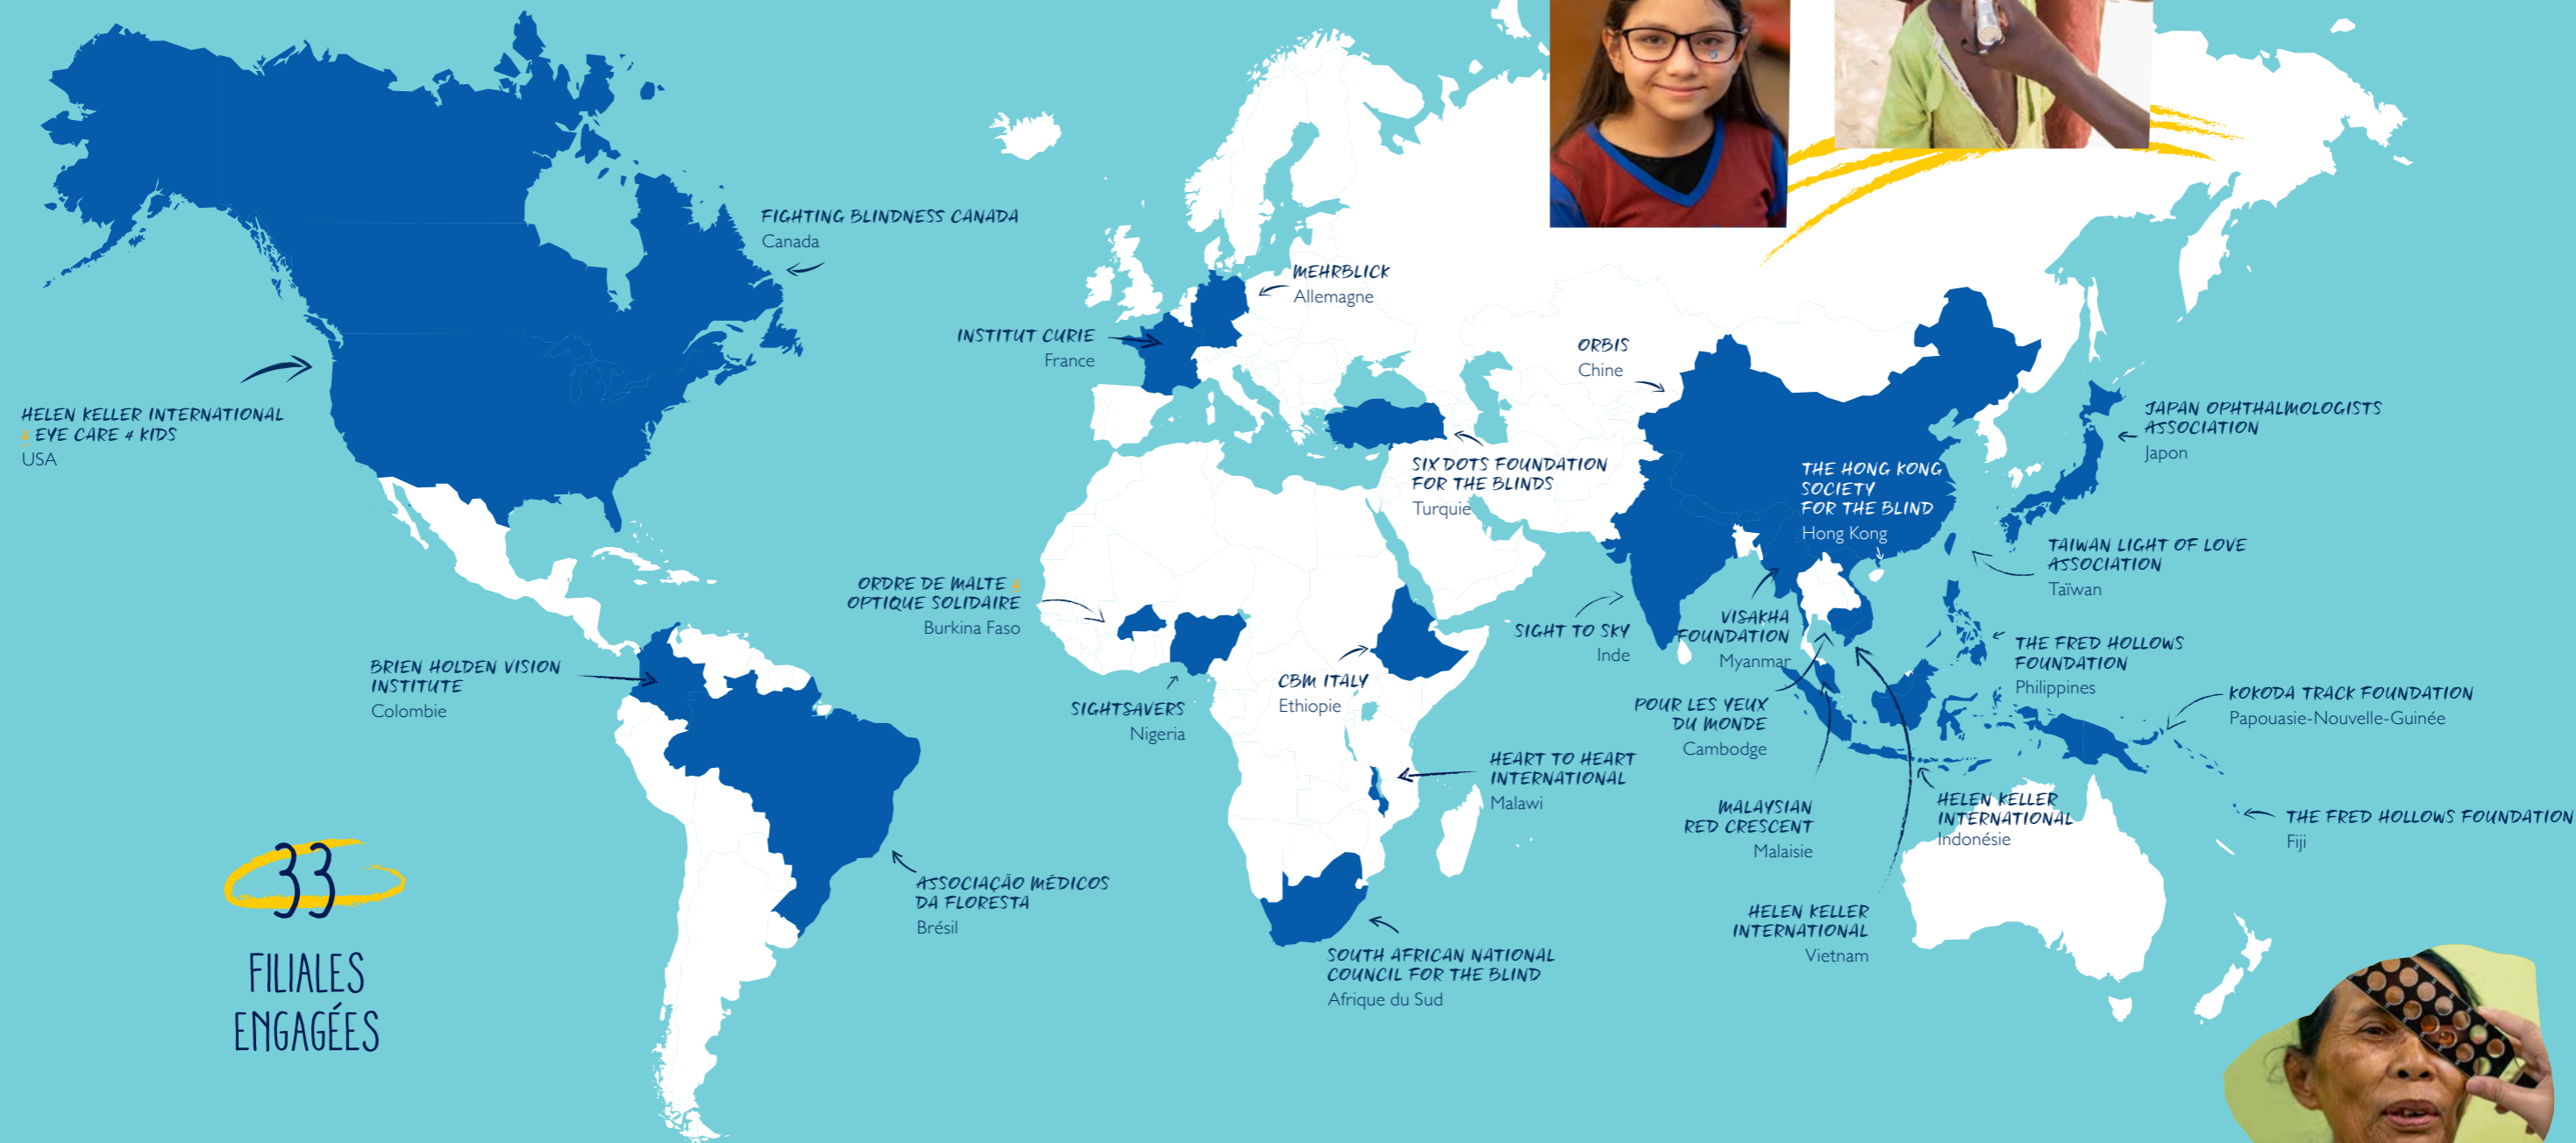 FIGHTING BLINDNESS CANADA
Canada
HELEN KELLER INTERNATIONAL
& EYE CARE 4 KIDS
USA
BRIEN HOLDEN VISION
INSTITUTE
Colombie
ASSOCIAÇÃO MÉDICOS
DA FLORESTA
Brésil
33
FILIALES
ENGAGÉES
MEHRBLICK
Allemagne
INSTITUT CURIE
France
SIX DOTS FOUNDATION
FOR THE BLINDS
Turquie
ORDRE DE MALTE &
OPTIQUE SOLIDAIRE
Burkina Faso
SIGHTSAVERS
Nigeria
CBM ITALY
Ethiopie
HEART TO HEART
INTERNATIONAL
Malawi
SOUTH AFRICAN NATIONAL
COUNCIL FOR THE BLIND
Afrique du Sud
ORBIS
Chine
THE HONG KONG
SOCIETY
FOR THE BLIND
Hong Kong
JAPAN OPHTHALMOLOGISTS
ASSOCIATION
Japon
TAIWAN LIGHT OF LOVE
ASSOCIATION
Taïwan
SIGHT TO SKY
Inde
VISAKHA
FOUNDATION
Myanmar
POUR LES YEUX
DU MONDE
Cambodge
MALAYSIAN
RED CRESCENT
Malaisie
HELEN KELLER
INTERNATIONAL
Vietnam
HELEN KELLER
INTERNATIONAL
Indonésie
THE FRED HOLLOWS
FOUNDATION
Philippines
KOKODA TRACK FOUNDATION
Papouasie-Nouvelle-Guinée
THE FRED HOLLOWS FOUNDATION
Fiji